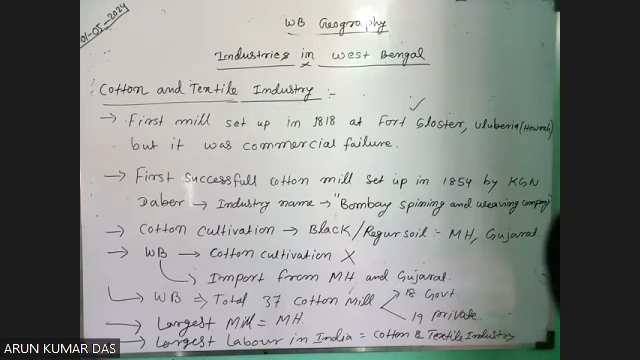 01-05-2024
WB Geography
Industries in West Bengal
Cotton and Textile Industry :-
→ First mill set up in 1818 at Fort Gloster, Uluberia (Howrah)
but it was commercial failure.
→ First successfull cotton mill set up in 1854 by KGN
Daber → Industry name → "Bombay spining and weaving company"
→ Cotton cultivation → Black/Regur soil :- MH, Gujarat
→ WB → Cotton cultivation X
Import from MH and Gujarat.
→ WB ⇒ Total 37 cotton Mill
18 Govt
19 private
→ Largest Mill = MH
→ Largest Labour in India = Cotton & Textile Industry
ARUN KUMAR DAS